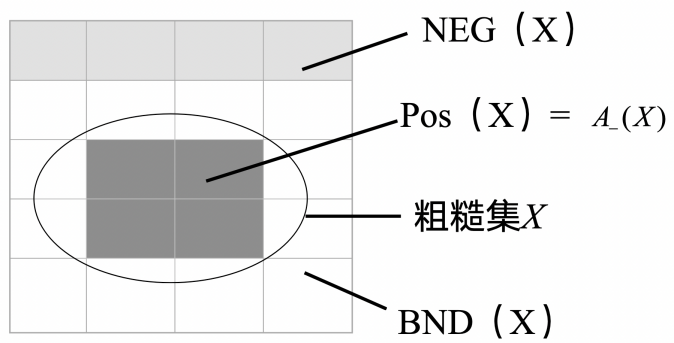 NEG（X）
Pos（X）= A_(X)
粗糙集X
BND（X）